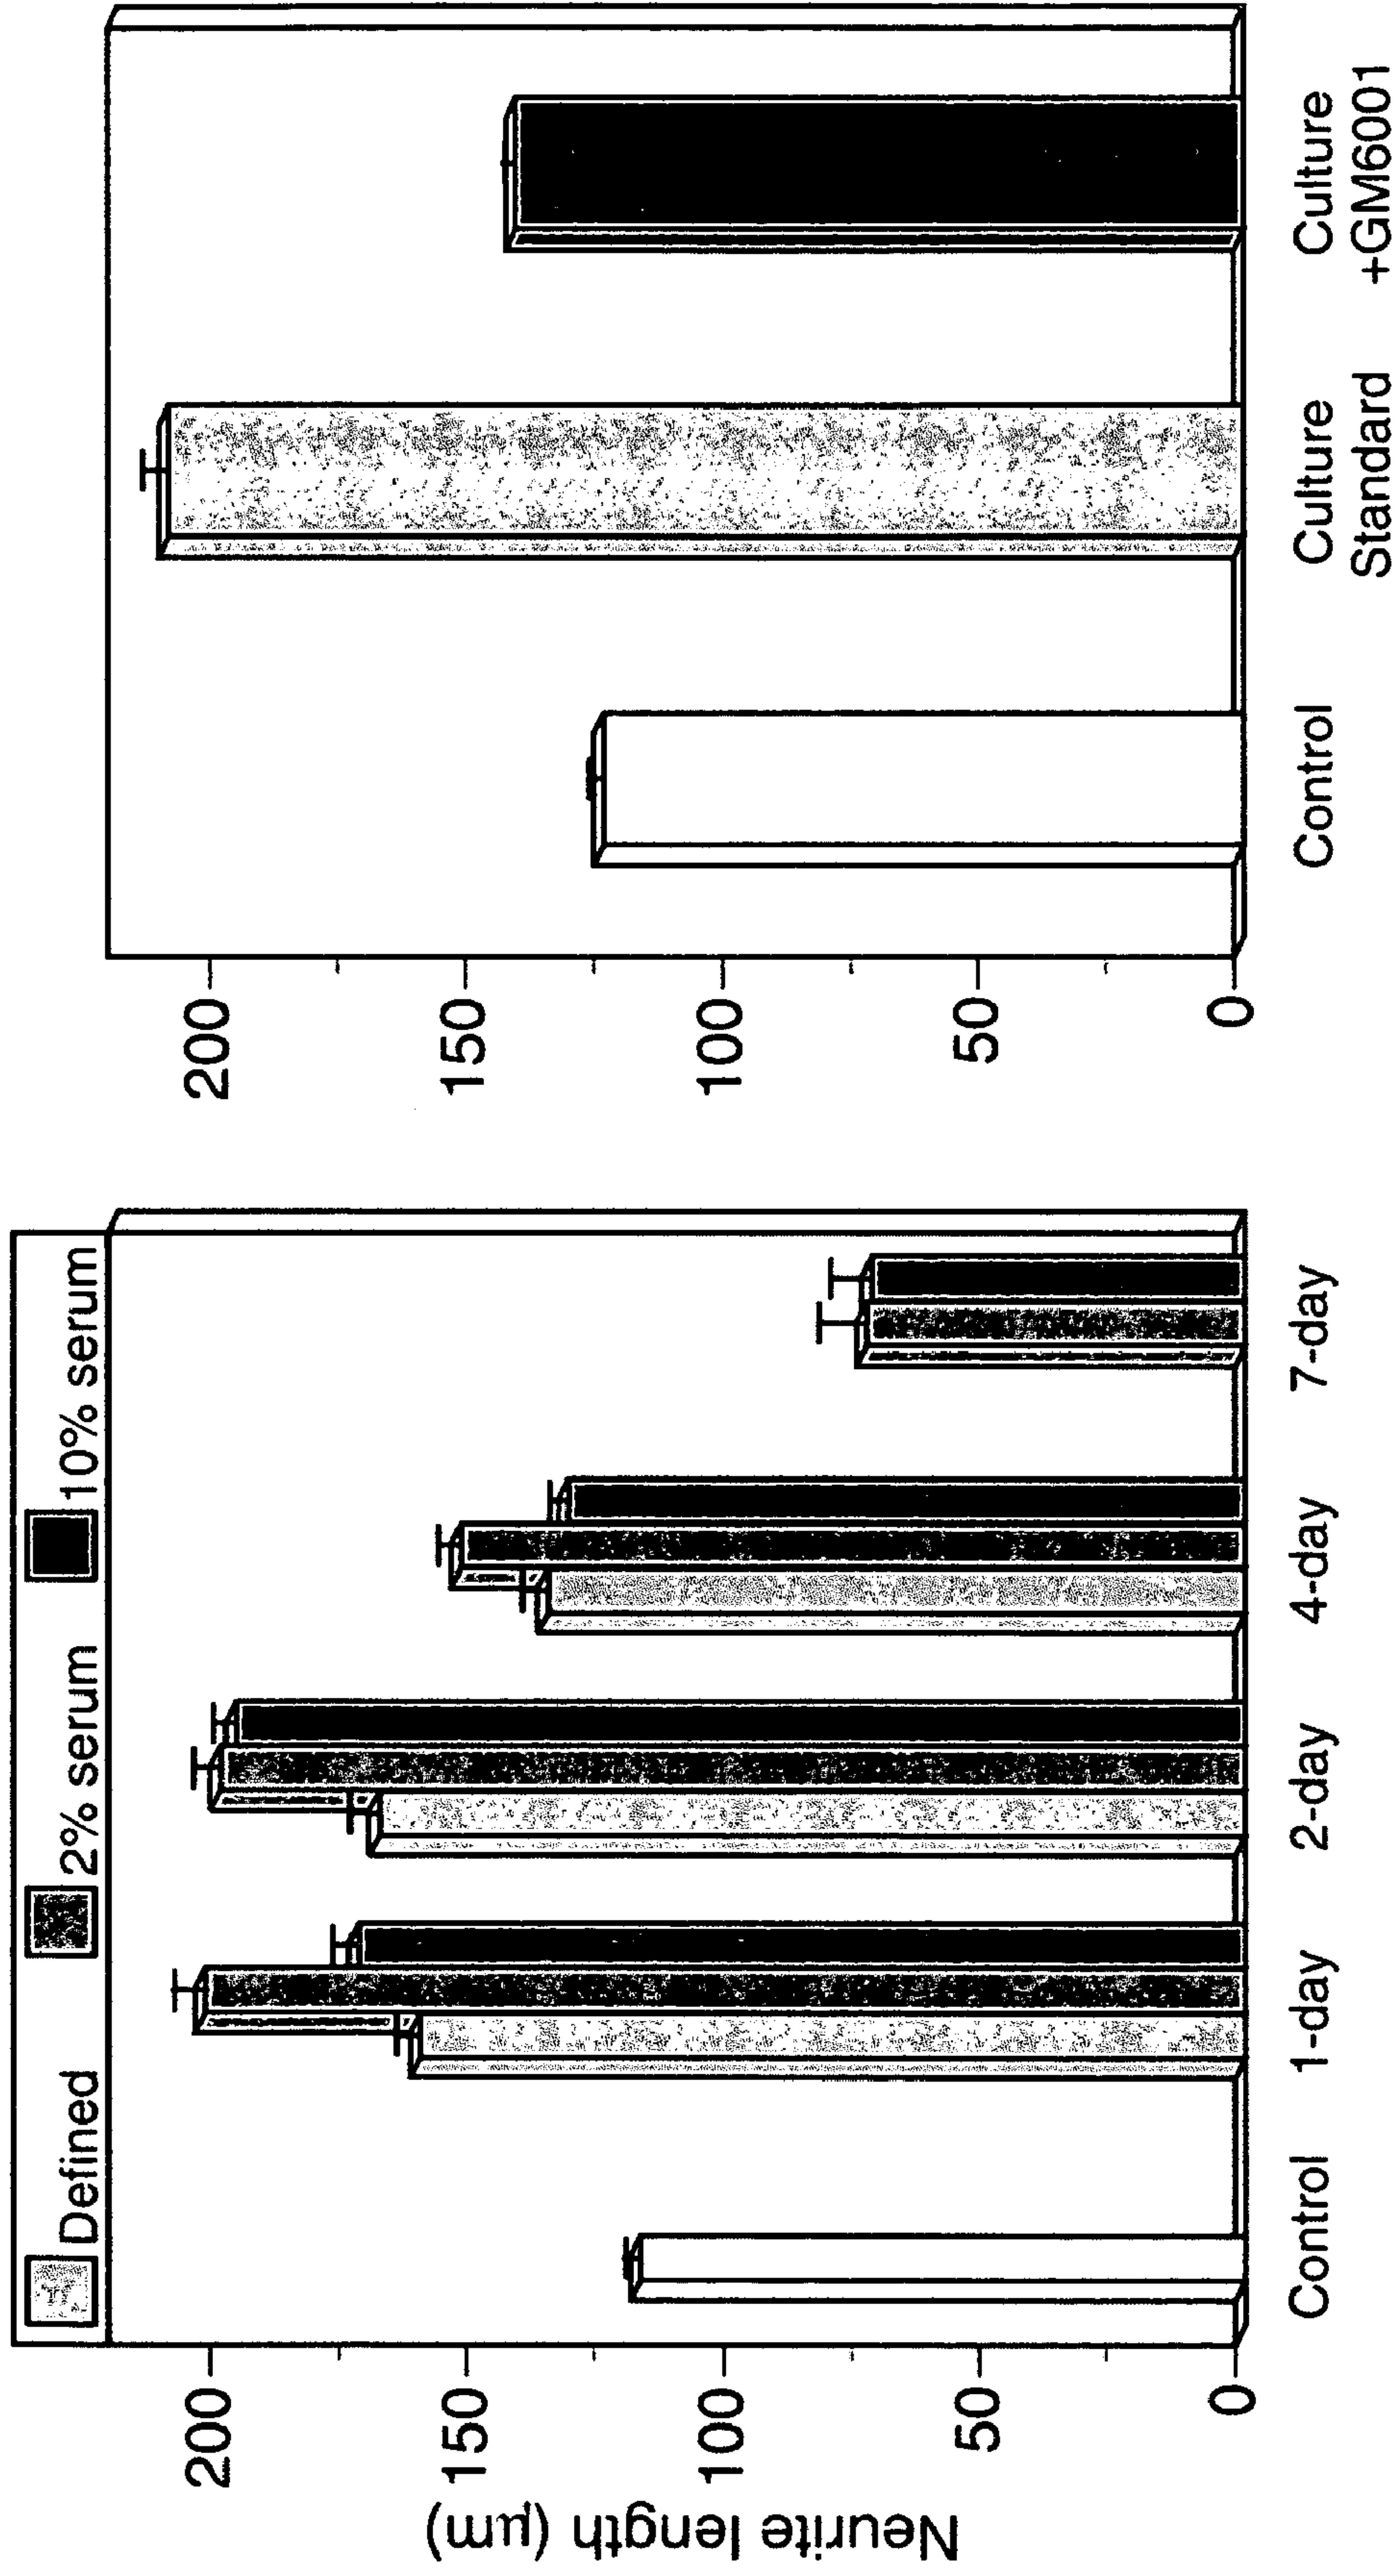 Defined 2% serum 10% serum
Neurite length (μm)
200
150
100
50
0
Control 1-day 2-day 4-day 7-day
200
150
100
50
0
Control Culture Culture
Standard +GM6001